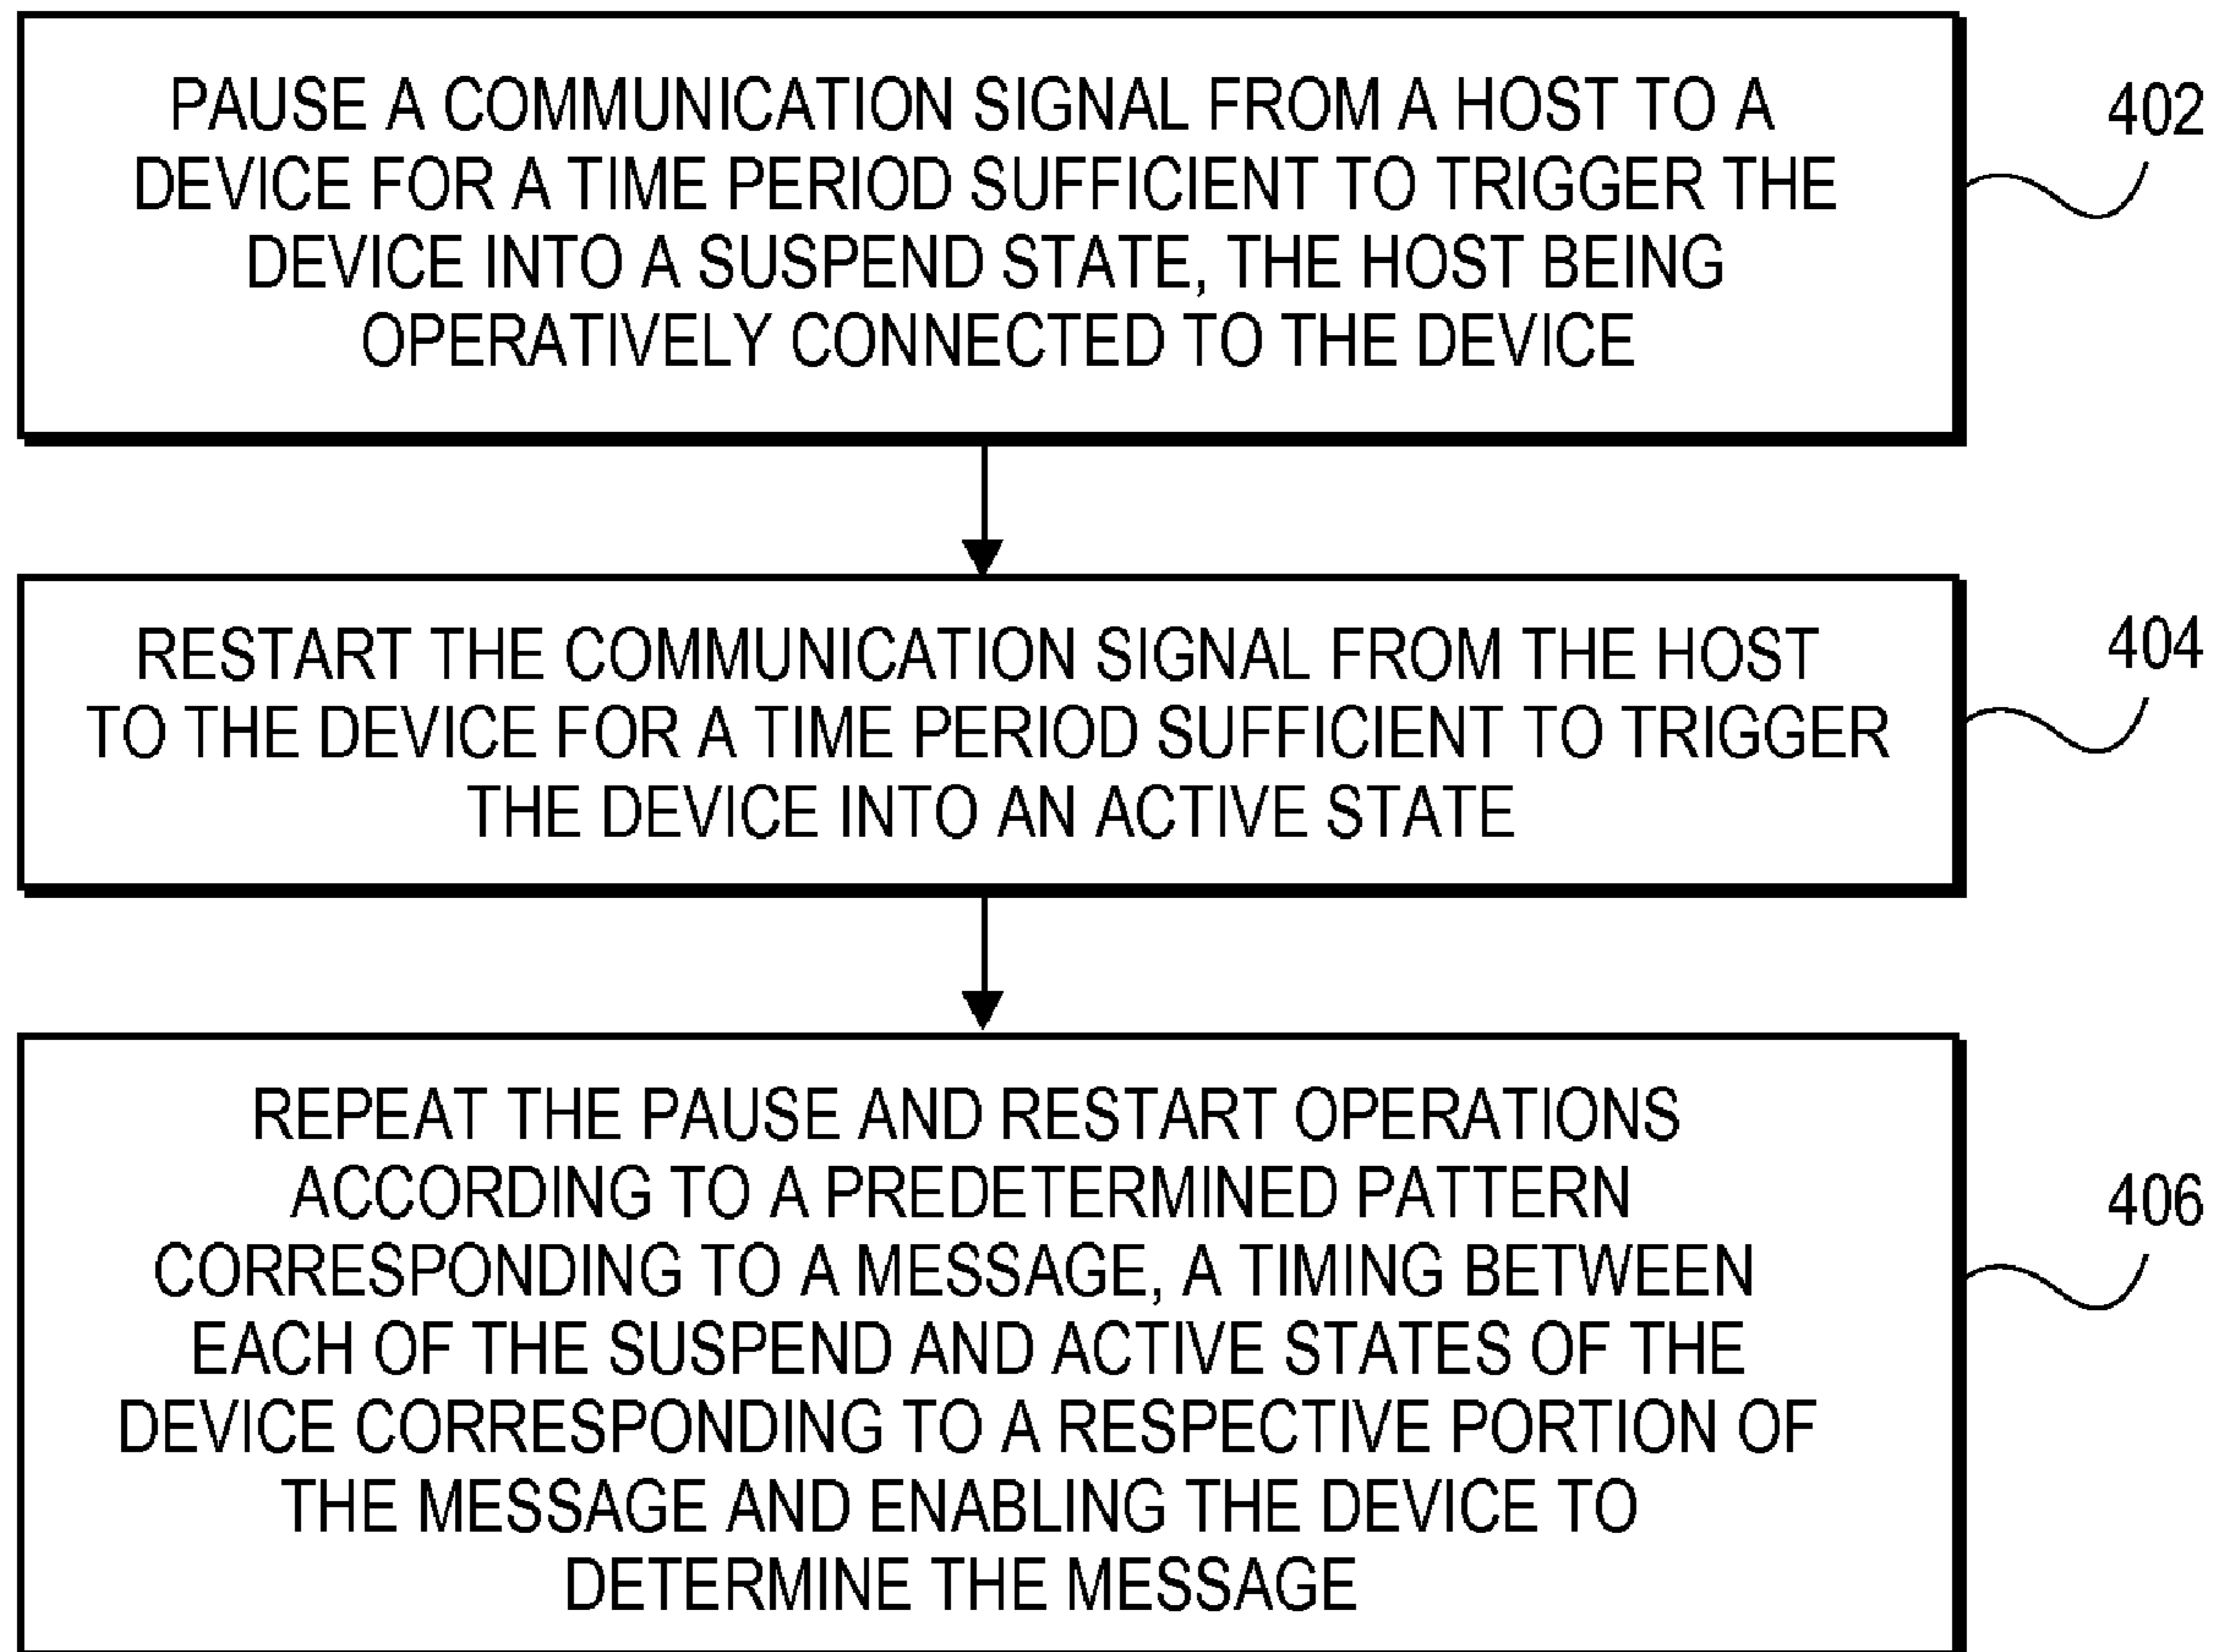 PAUSE A COMMUNICATION SIGNAL FROM A HOST TO A
DEVICE FOR A TIME PERIOD SUFFICIENT TO TRIGGER THE
DEVICE INTO A SUSPEND STATE, THE HOST BEING
OPERATIVELY CONNECTED TO THE DEVICE
402
RESTART THE COMMUNICATION SIGNAL FROM THE HOST
TO THE DEVICE FOR A TIME PERIOD SUFFICIENT TO TRIGGER
THE DEVICE INTO AN ACTIVE STATE
404
REPEAT THE PAUSE AND RESTART OPERATIONS
ACCORDING TO A PREDETERMINED PATTERN
CORRESPONDING TO A MESSAGE, A TIMING BETWEEN
EACH OF THE SUSPEND AND ACTIVE STATES OF THE
DEVICE CORRESPONDING TO A RESPECTIVE PORTION OF
THE MESSAGE AND ENABLING THE DEVICE TO
DETERMINE THE MESSAGE
406